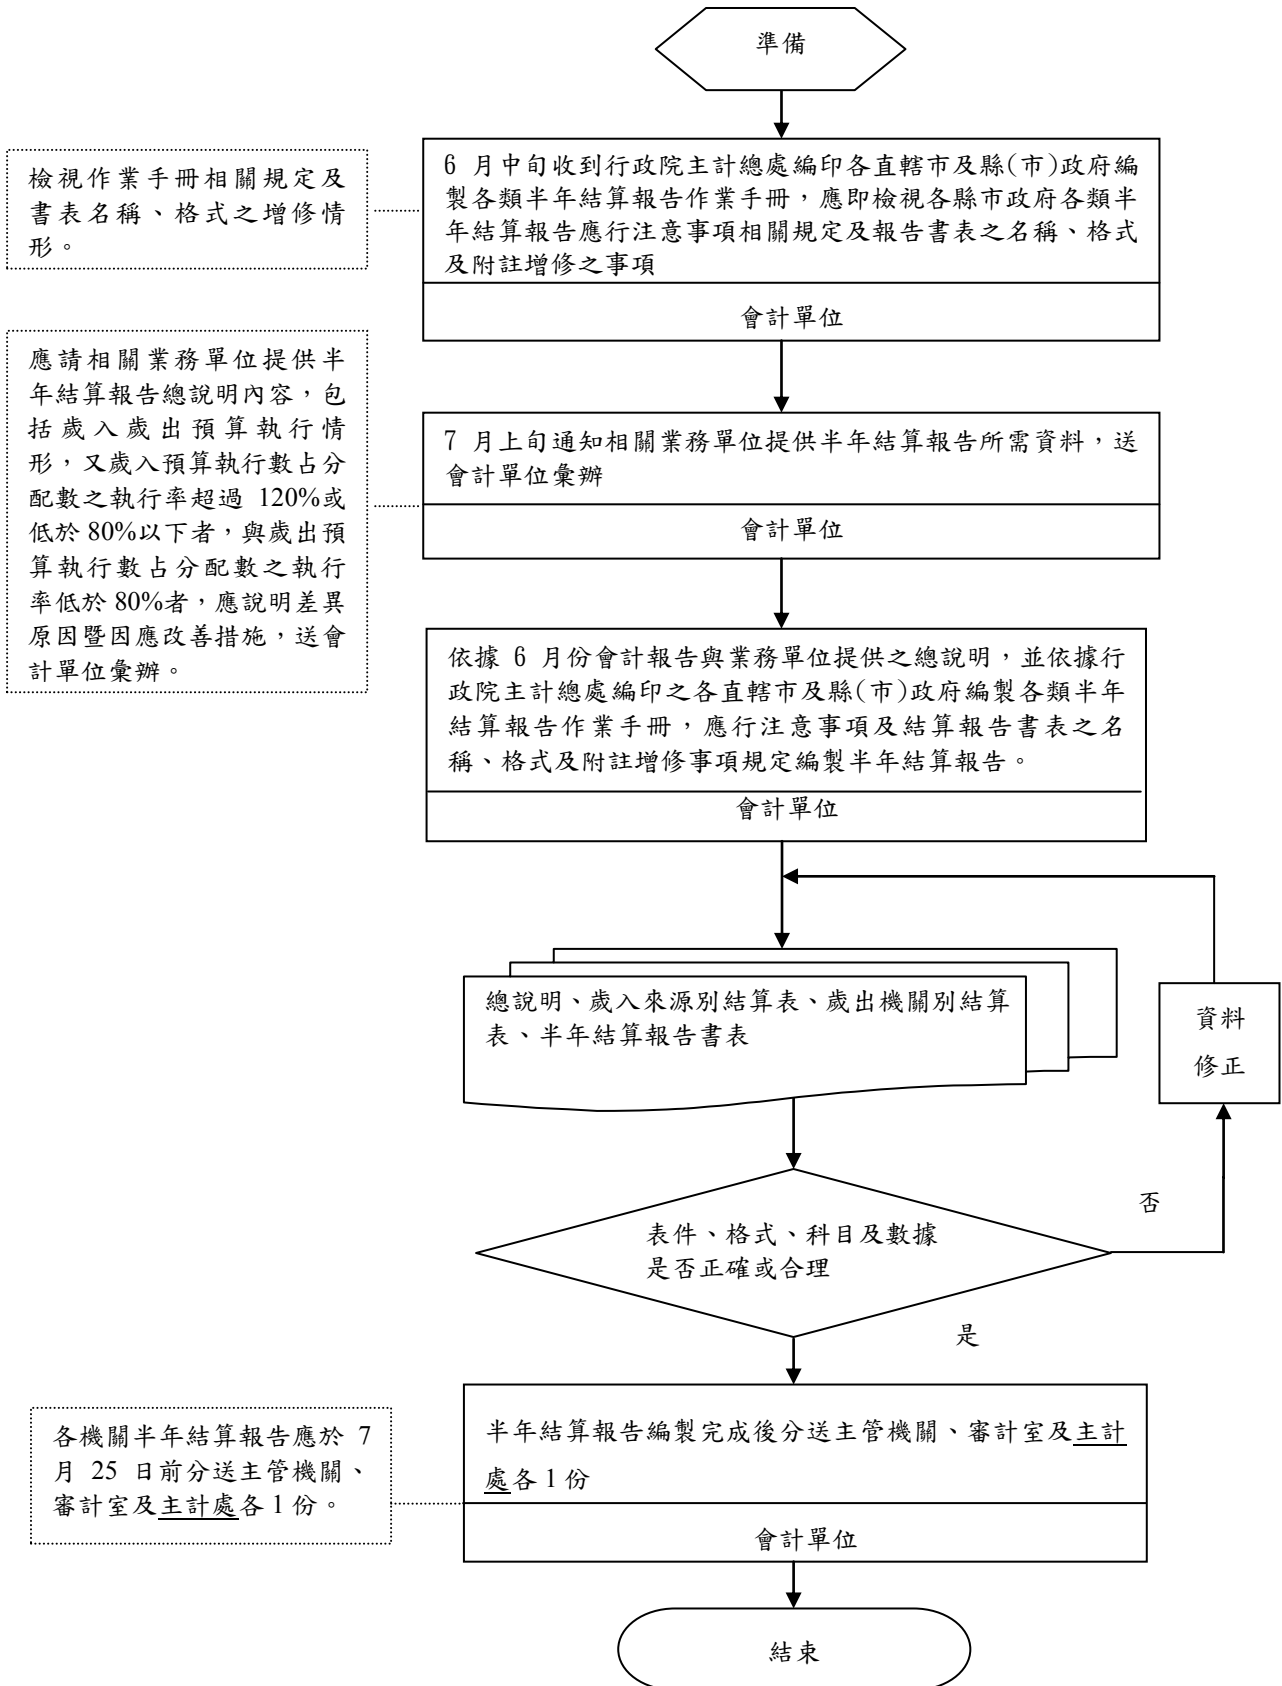 準備
檢視作業手冊相關規定及
書表名稱、格式之增修情
形。
6 月中旬收到行政院主計總處編印各直轄市及縣(市)政府編
製各類半年結算報告作業手冊，應即檢視各縣市政府各類半
年結算報告應行注意事項相關規定及報告書表之名稱、格式
及附註增修之事項
會計單位
應請相關業務單位提供半
年結算報告總說明內容，包
括歲入歲出預算執行情
形，又歲入預算執行數占分
配數之執行率超過 120%或
低於 80%以下者，與歲出預
算執行數占分配數之執行
率低於 80%者，應說明差異
原因暨因應改善措施，送會
計單位彙辦。
7 月上旬通知相關業務單位提供半年結算報告所需資料，送
會計單位彙辦
會計單位
依據 6 月份會計報告與業務單位提供之總說明，並依據行
政院主計總處編印之各直轄市及縣(市)政府編製各類半年
結算報告作業手冊，應行注意事項及結算報告書表之名
稱、格式及附註增修事項規定編製半年結算報告。
會計單位
總說明、歲入來源別結算表、歲出機關別結算
表、半年結算報告書表
資料
修正
表件、格式、科目及數據
是否正確或合理
否
是
各機關半年結算報告應於 7
月 25 日前分送主管機關、
審計室及主計處各 1 份。
半年結算報告編製完成後分送主管機關、審計室及主計
處各 1 份
會計單位
結束